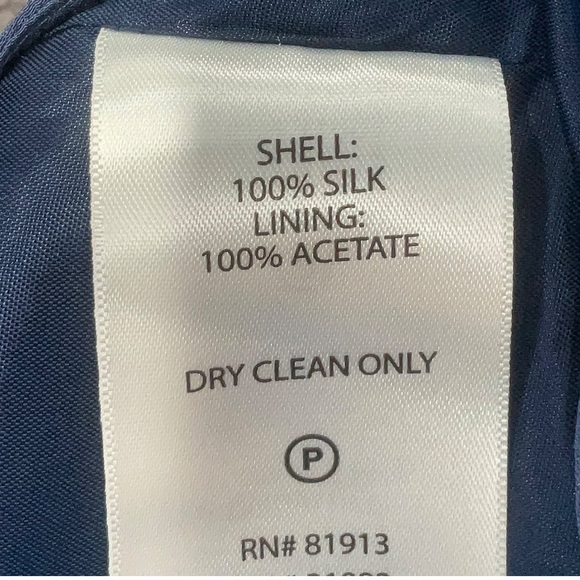 SHELL:
100% SILK
LINING:
100% ACETATE
DRY CLEAN ONLY
P
RN# 81913